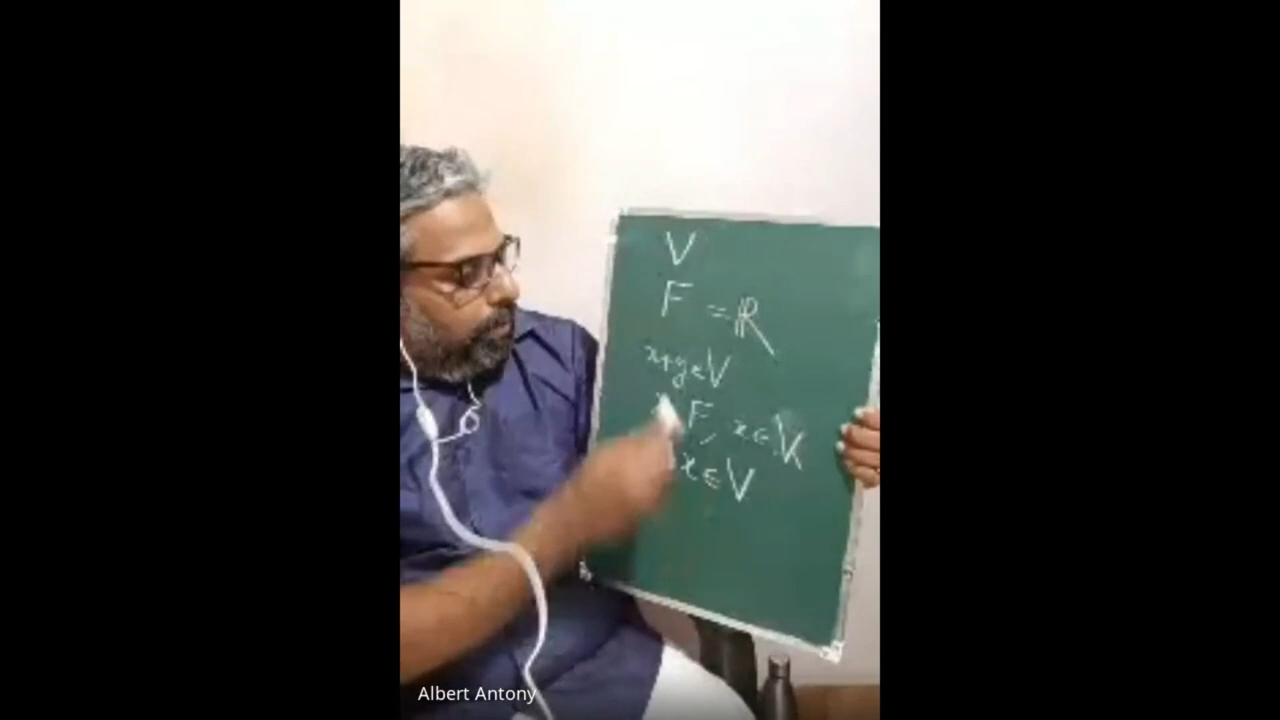 V
F = ℝ
x+y∈V
F, x∈V
x∈V
Albert Antony